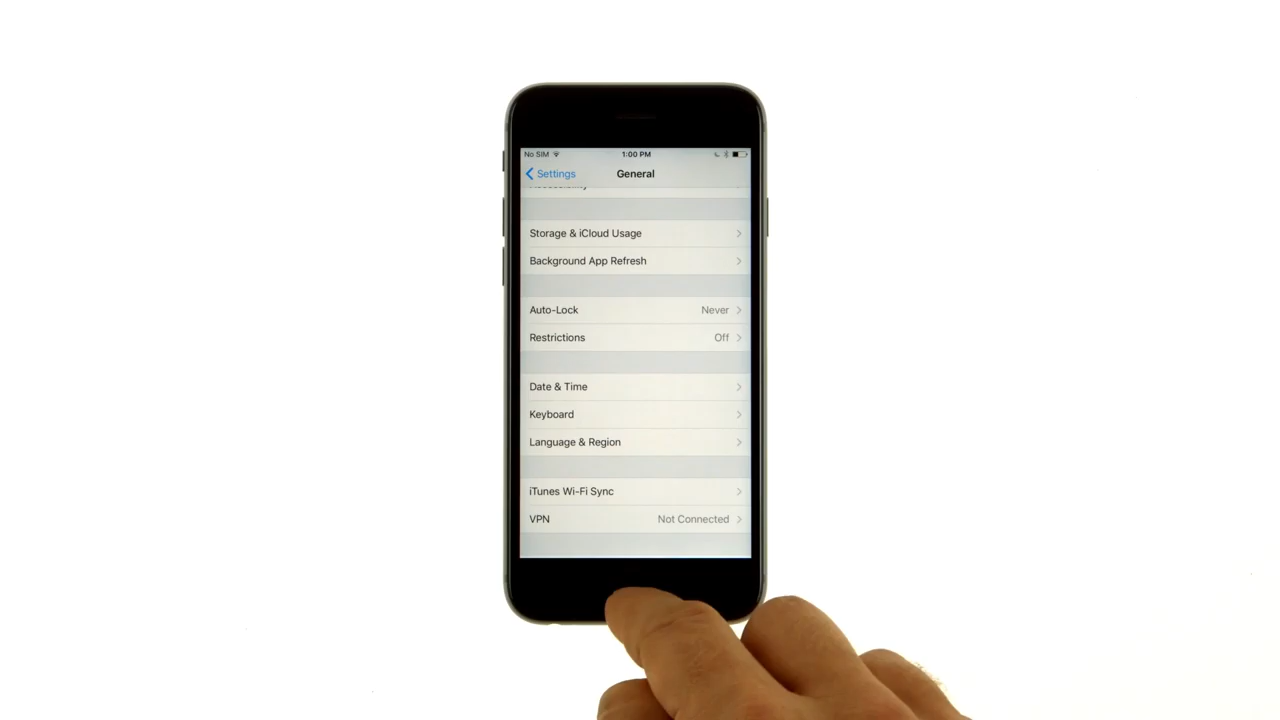 No SIM 1:00 PM
Settings General
Accessibility
Storage & iCloud Usage
Background App Refresh
Auto-Lock Never
Restrictions Off
Date & Time
Keyboard
Language & Region
iTunes Wi-Fi Sync
VPN Not Connected